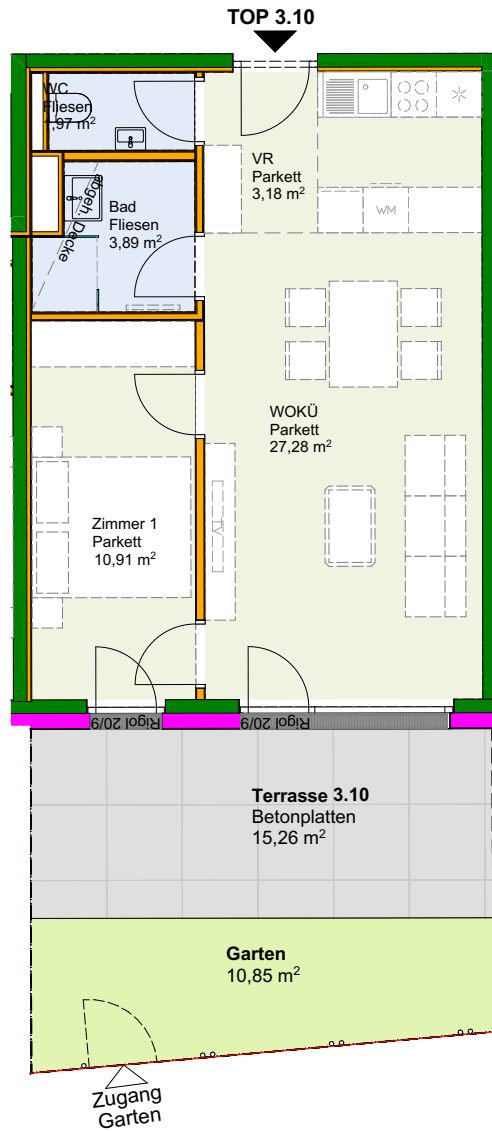 TOP 3.10
WC
Fliesen
1,97 m²
VR
Parkett
3,18 m²
abgeh. Decke
Bad
Fliesen
3,89 m²
WM
WOKÜ
Parkett
27,28 m²
TV
Zimmer 1
Parkett
10,91 m²
Rigol 20/9
Rigol 20/9
Terrasse 3.10
Betonplatten
15,26 m²
Garten
10,85 m²
Zugang
Garten